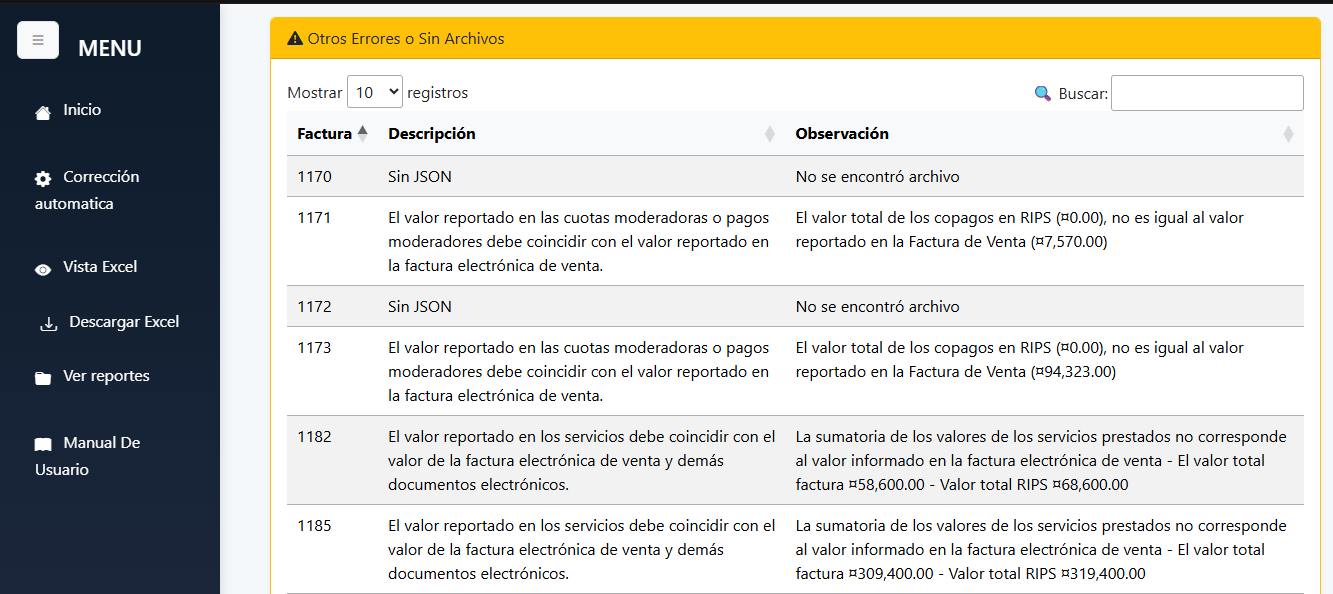 MENU
Inicio
Corrección
automatica
Vista Excel
Descargar Excel
Ver reportes
Manual De
Usuario
Otros Errores o Sin Archivos
Mostrar 10 registros
Buscar:
Factura Descripción Observación
1170 Sin JSON No se encontró archivo
1171 El valor reportado en las cuotas moderadoras o pagos El valor total de los copagos en RIPS (¤0.00), no es igual al valor
moderadores debe coincidir con el valor reportado en reportado en la Factura de Venta (¤7,570.00)
la factura electrónica de venta.
1172 Sin JSON No se encontró archivo
1173 El valor reportado en las cuotas moderadoras o pagos El valor total de los copagos en RIPS (¤0.00), no es igual al valor
moderadores debe coincidir con el valor reportado en reportado en la Factura de Venta (¤94,323.00)
la factura electrónica de venta.
1182 El valor reportado en los servicios debe coincidir con el La sumatoria de los valores de los servicios prestados no corresponde
valor de la factura electrónica de venta y demás al valor informado en la factura electrónica de venta - El valor total
documentos electrónicos. factura ¤58,600.00 - Valor total RIPS ¤68,600.00
1185 El valor reportado en los servicios debe coincidir con el La sumatoria de los valores de los servicios prestados no corresponde
valor de la factura electrónica de venta y demás al valor informado en la factura electrónica de venta - El valor total
documentos electrónicos. factura ¤309,400.00 - Valor total RIPS ¤319,400.00